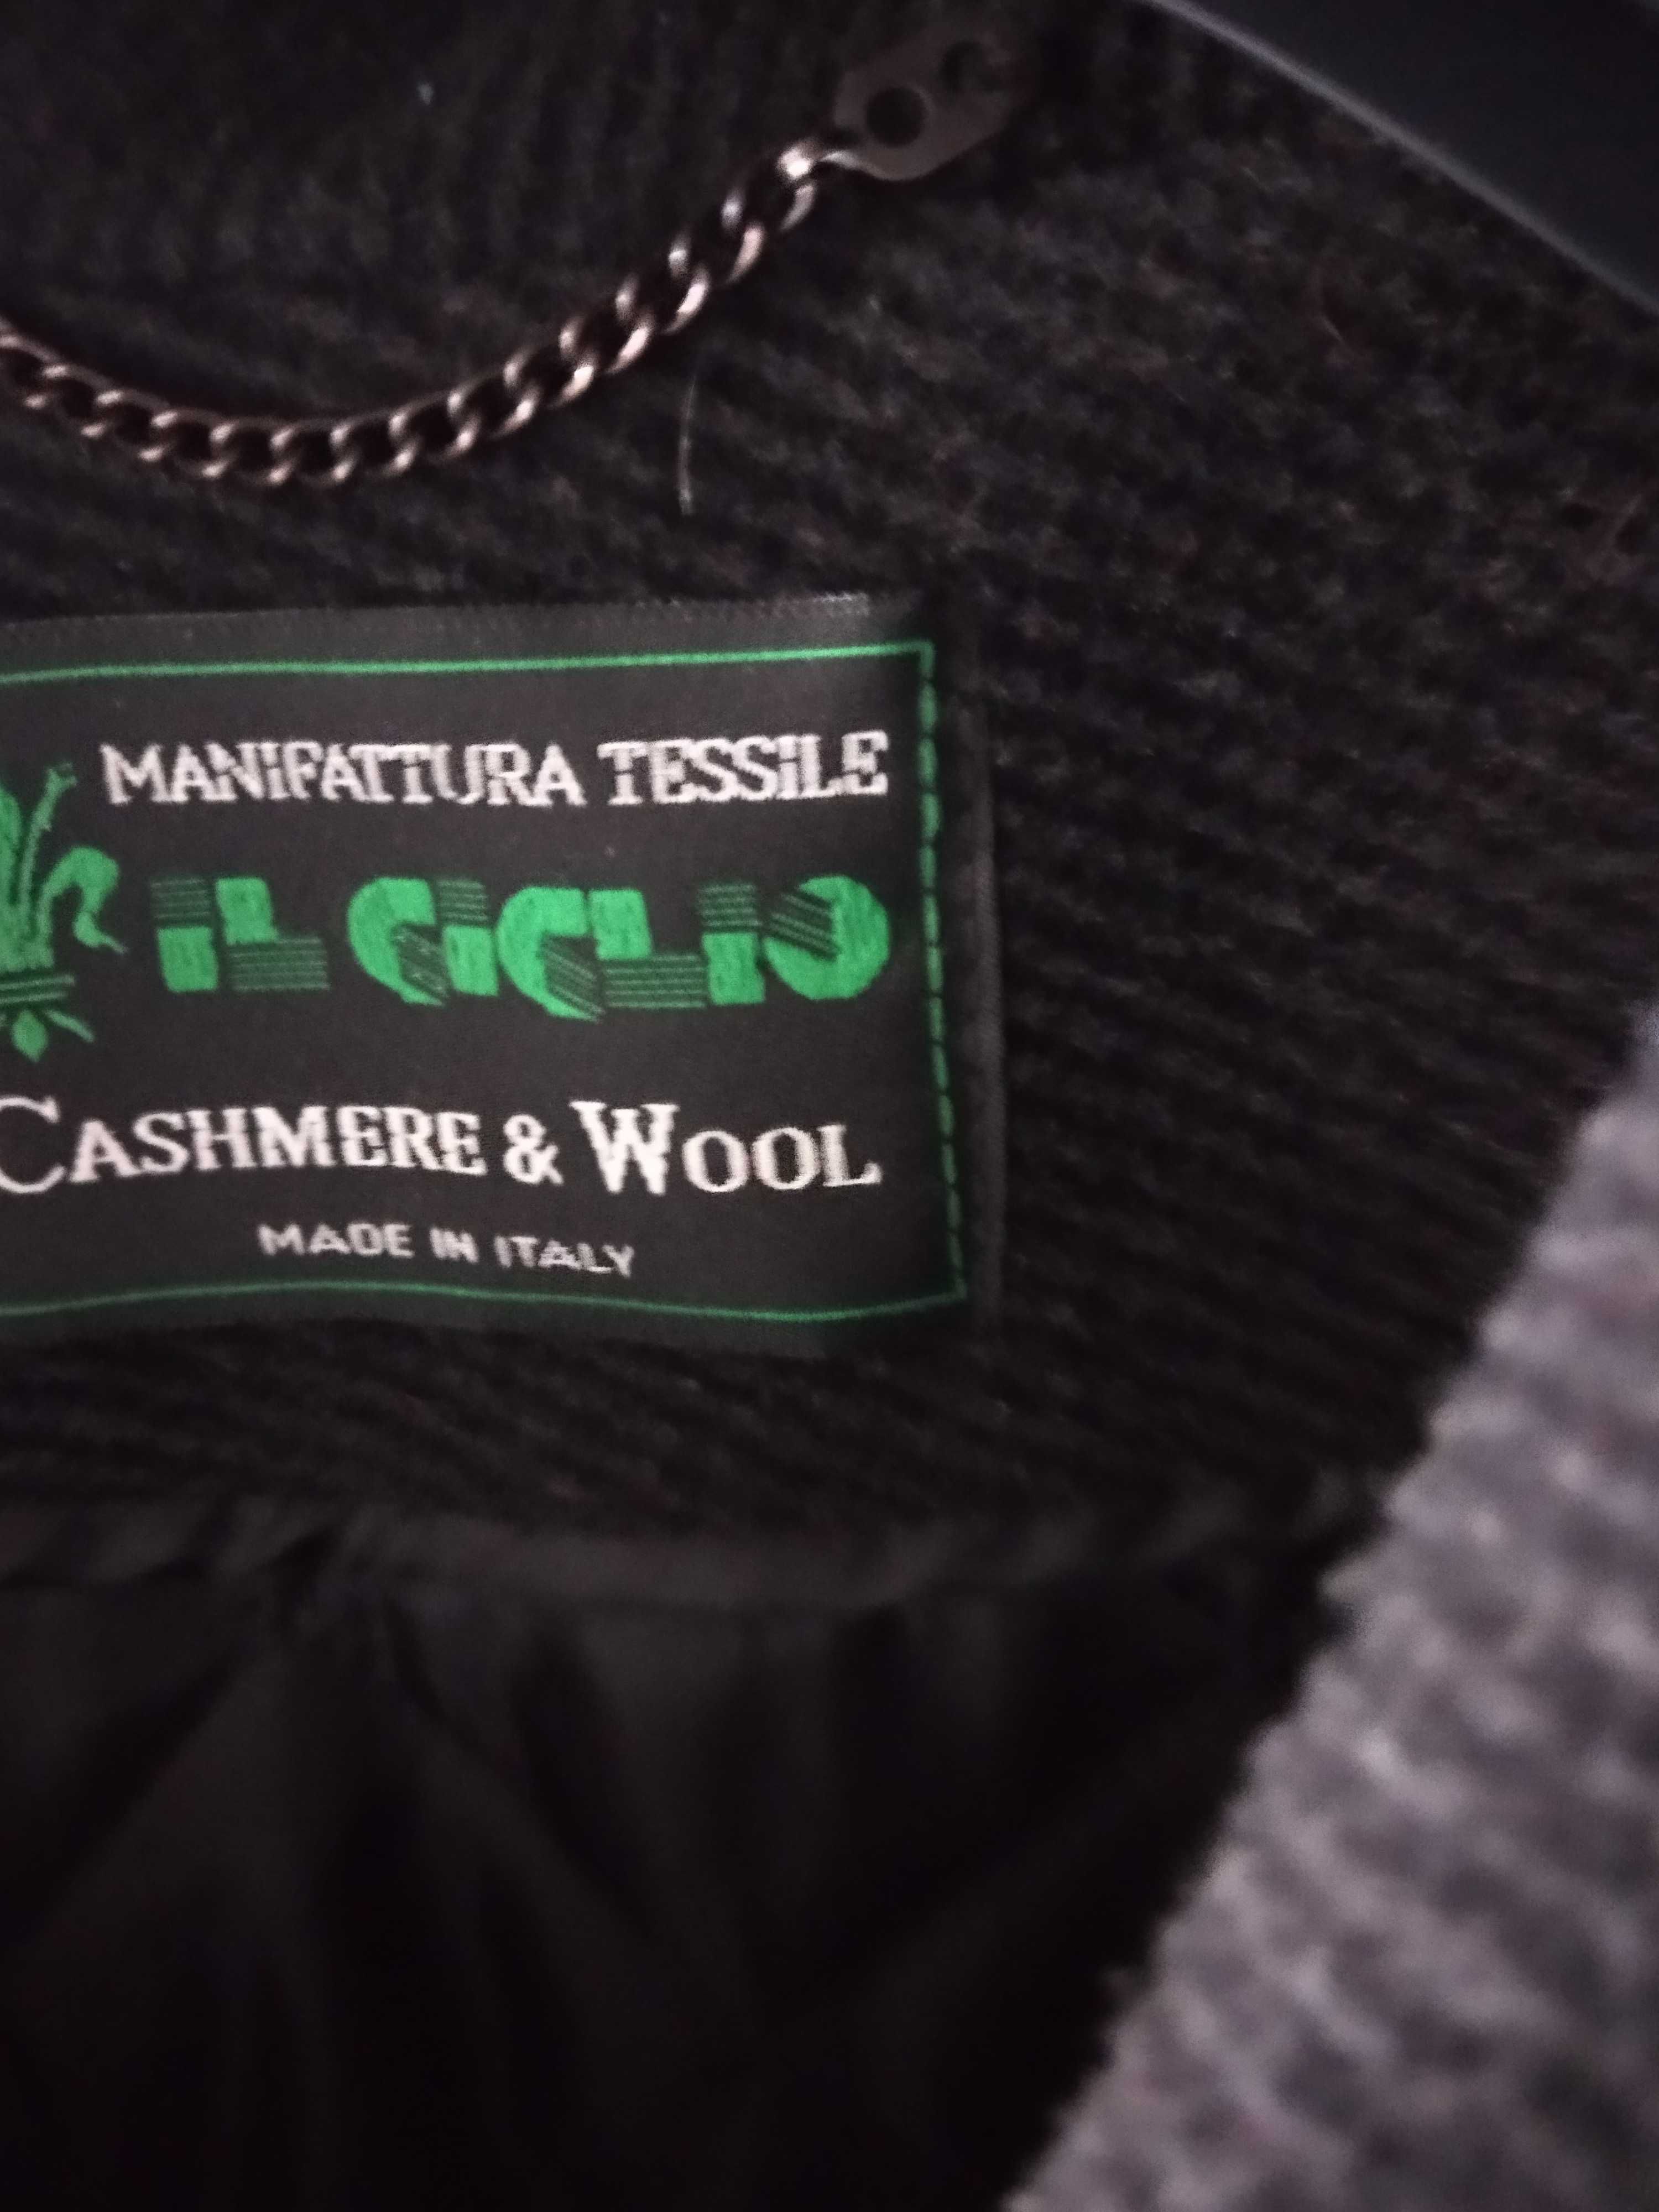 MANIFATTURA TESSILE
IL GIGLIO
CASHMERE & WOOL
MADE IN ITALY